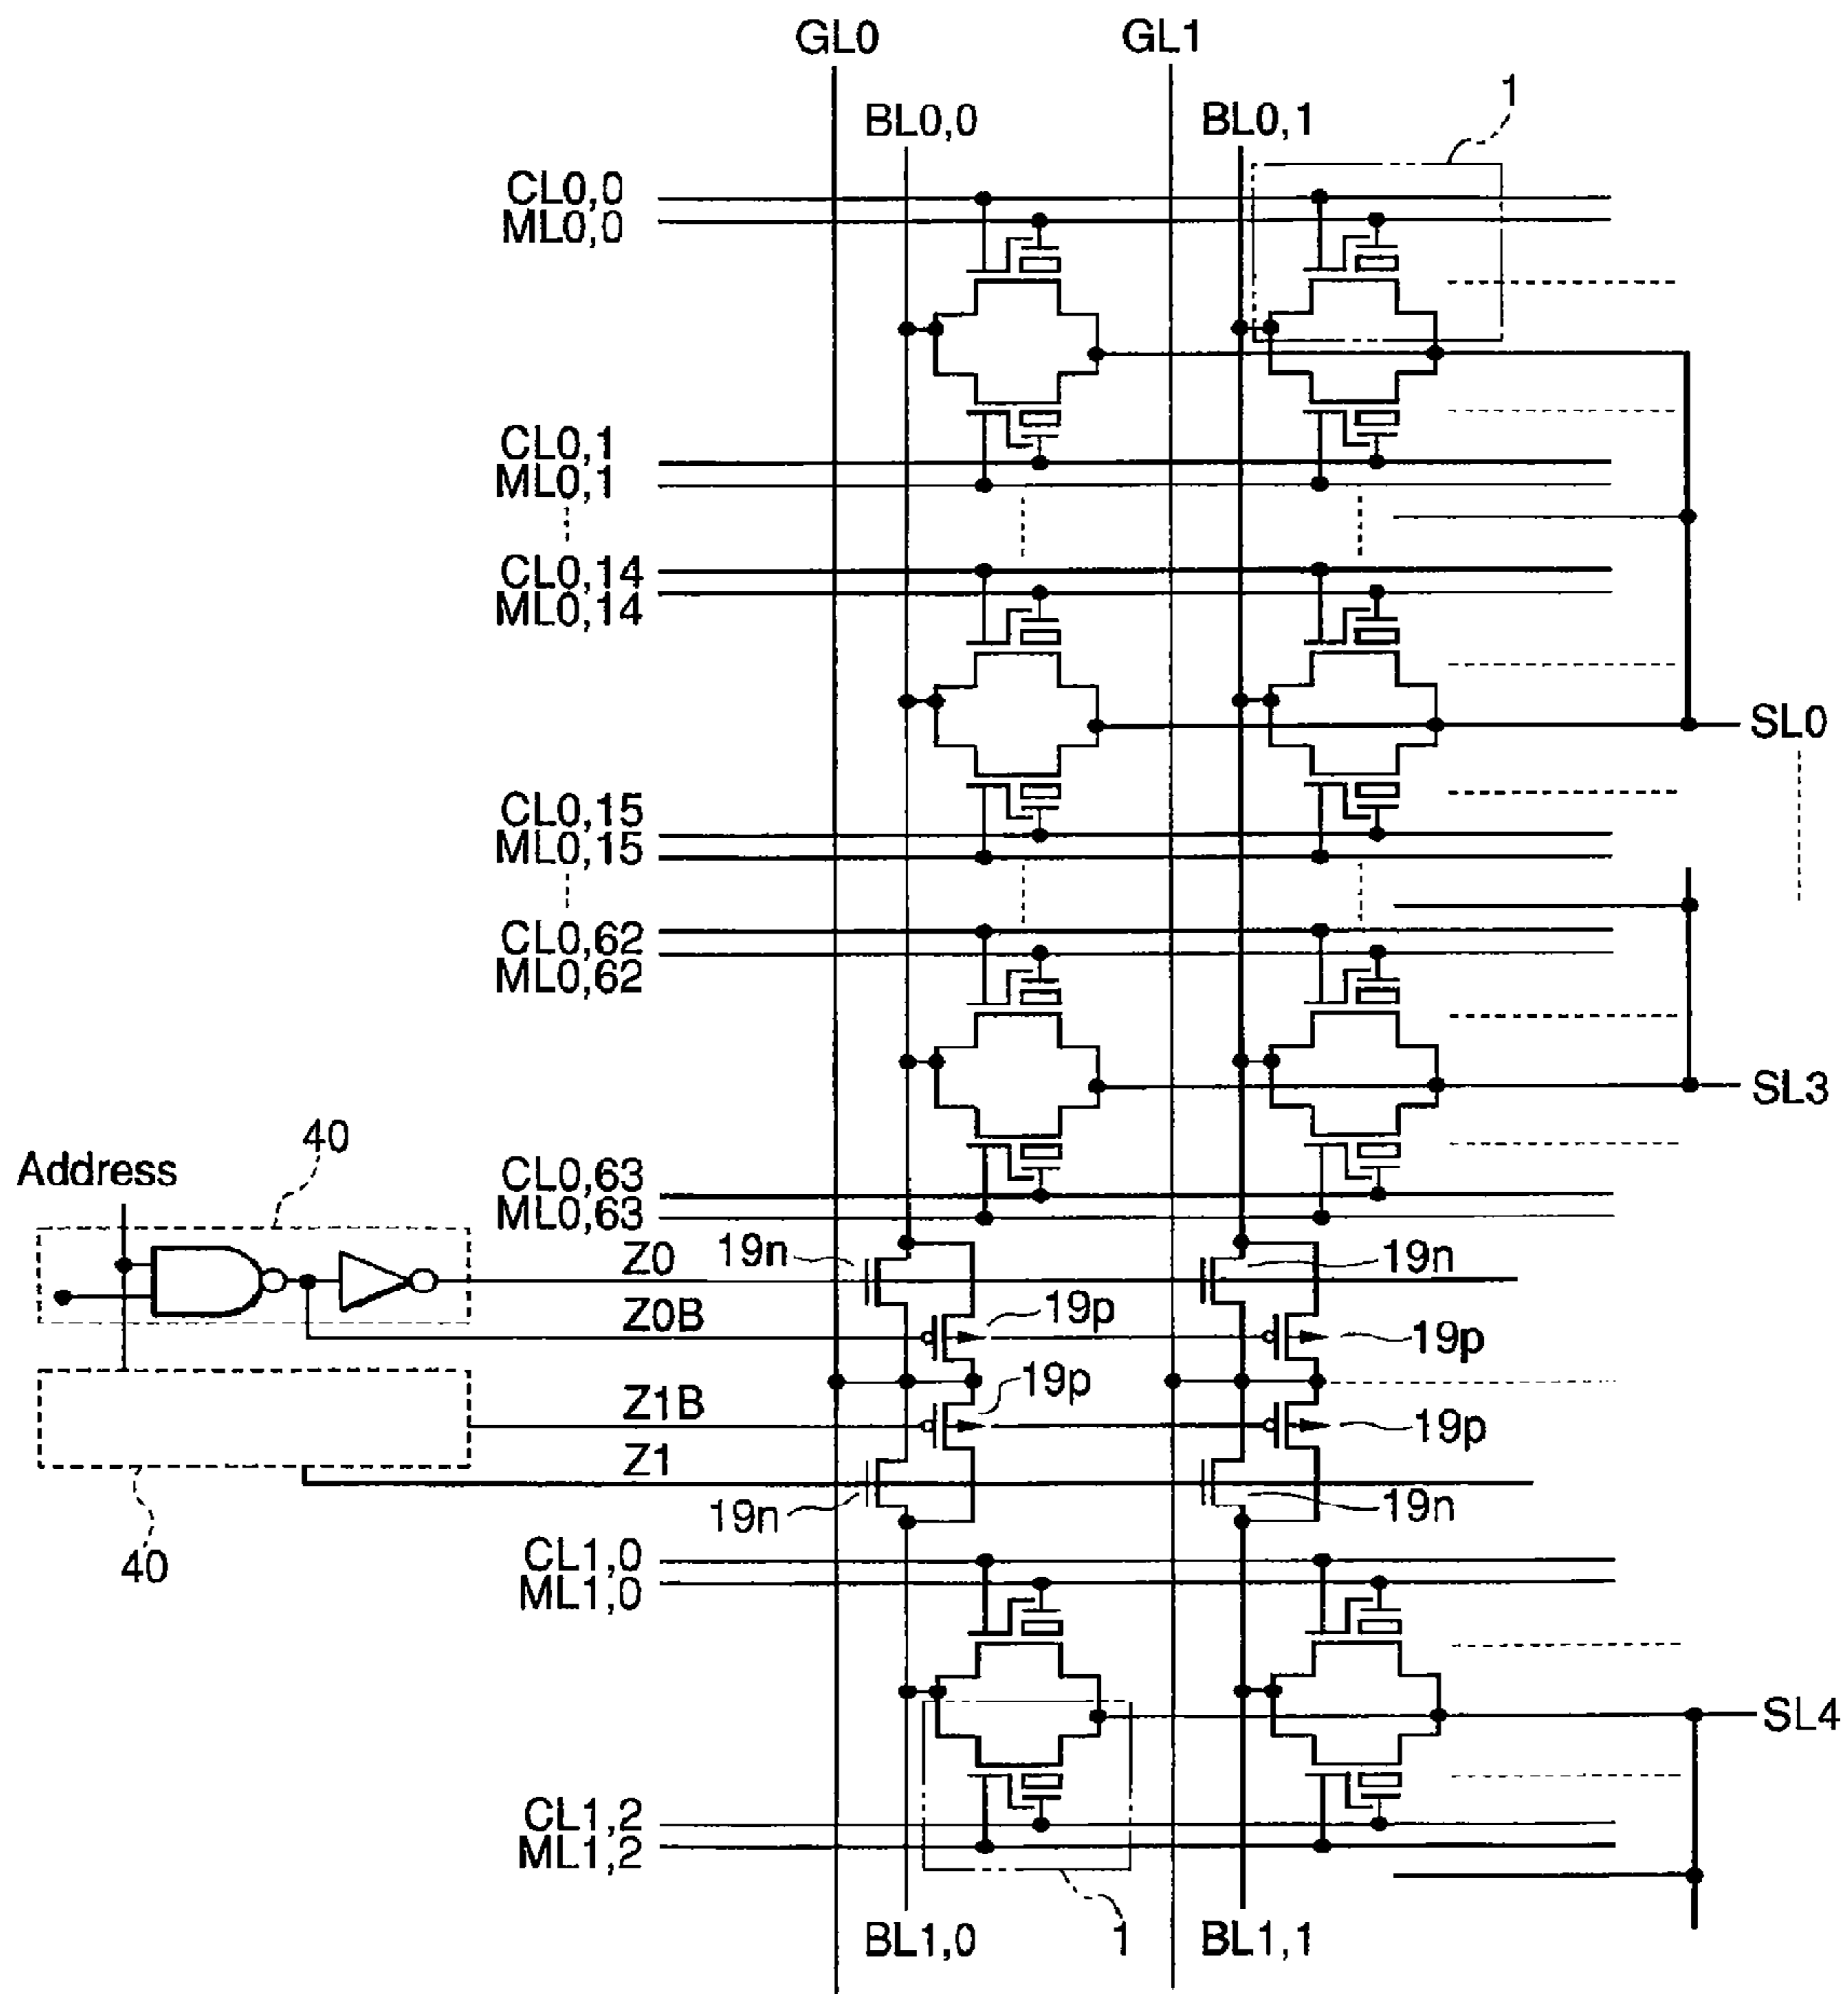 GL0 GL1
BL0,0 BL0,1 1
CL0,0
ML0,0
CL0,1
ML0,1
CL0,14
ML0,14
SL0
CL0,15
ML0,15
CL0,62
ML0,62
SL3
40
Address
CL0,63
ML0,63
Z0 19n 19n
Z0B 19p 19p
Z1B 19p 19p
Z1
19n 19n
40
CL1,0
ML1,0
SL4
CL1,2
ML1,2
BL1,0 1 BL1,1